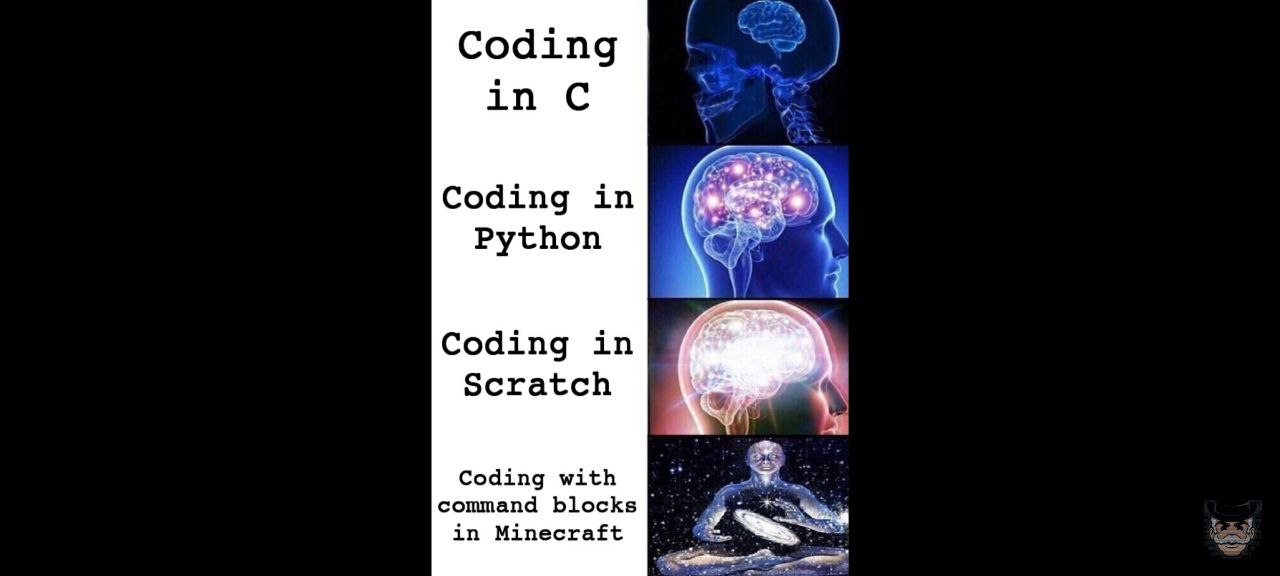 Coding
in C
Coding in
Python
Coding in
Scratch
Coding with
command blocks
in Minecraft